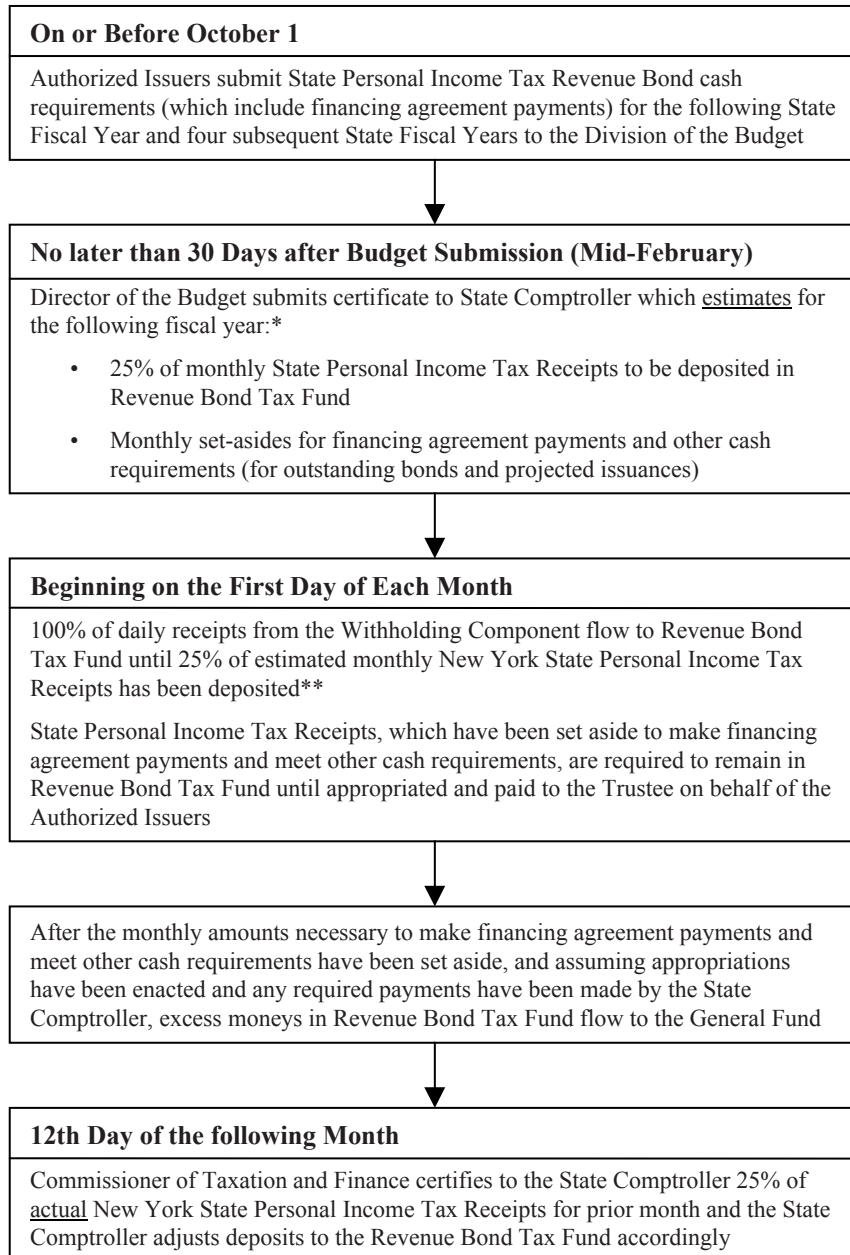 On or Before October 1
Authorized Issuers submit State Personal Income Tax Revenue Bond cash
requirements (which include financing agreement payments) for the following State
Fiscal Year and four subsequent State Fiscal Years to the Division of the Budget
No later than 30 Days after Budget Submission (Mid-February)
Director of the Budget submits certificate to State Comptroller which estimates for
the following fiscal year:*
• 25% of monthly State Personal Income Tax Receipts to be deposited in
Revenue Bond Tax Fund
• Monthly set-asides for financing agreement payments and other cash
requirements (for outstanding bonds and projected issuances)
Beginning on the First Day of Each Month
100% of daily receipts from the Withholding Component flow to Revenue Bond
Tax Fund until 25% of estimated monthly New York State Personal Income Tax
Receipts has been deposited**
State Personal Income Tax Receipts, which have been set aside to make financing
agreement payments and meet other cash requirements, are required to remain in
Revenue Bond Tax Fund until appropriated and paid to the Trustee on behalf of the
Authorized Issuers
After the monthly amounts necessary to make financing agreement payments and
meet other cash requirements have been set aside, and assuming appropriations
have been enacted and any required payments have been made by the State
Comptroller, excess moneys in Revenue Bond Tax Fund flow to the General Fund
12th Day of the following Month
Commissioner of Taxation and Finance certifies to the State Comptroller 25% of
actual New York State Personal Income Tax Receipts for prior month and the State
Comptroller adjusts deposits to the Revenue Bond Tax Fund accordingly